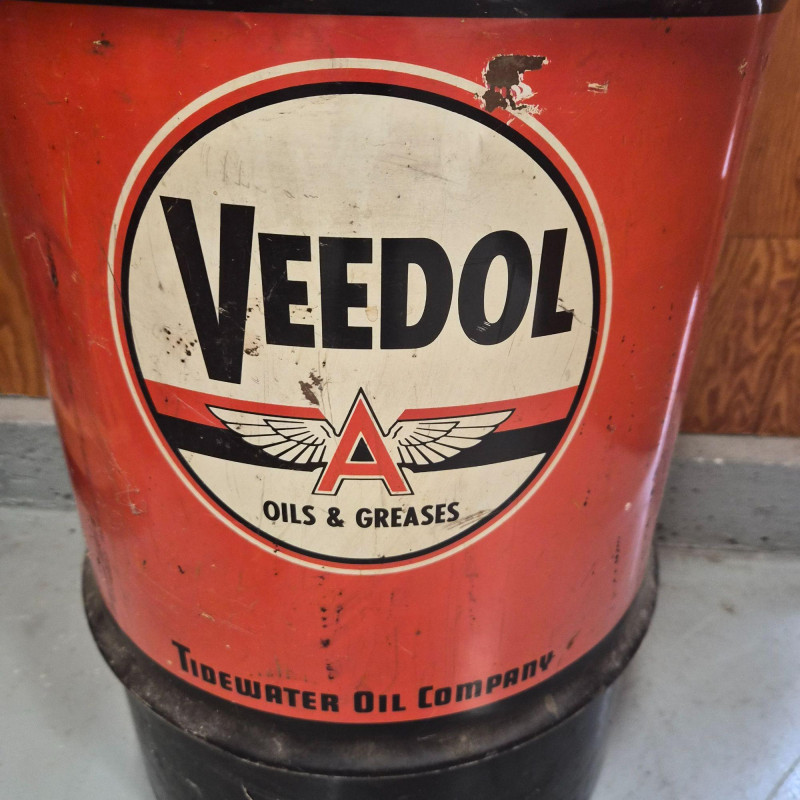 VEEDOL
A
OILS & GREASES
TIDEWATER OIL COMPANY